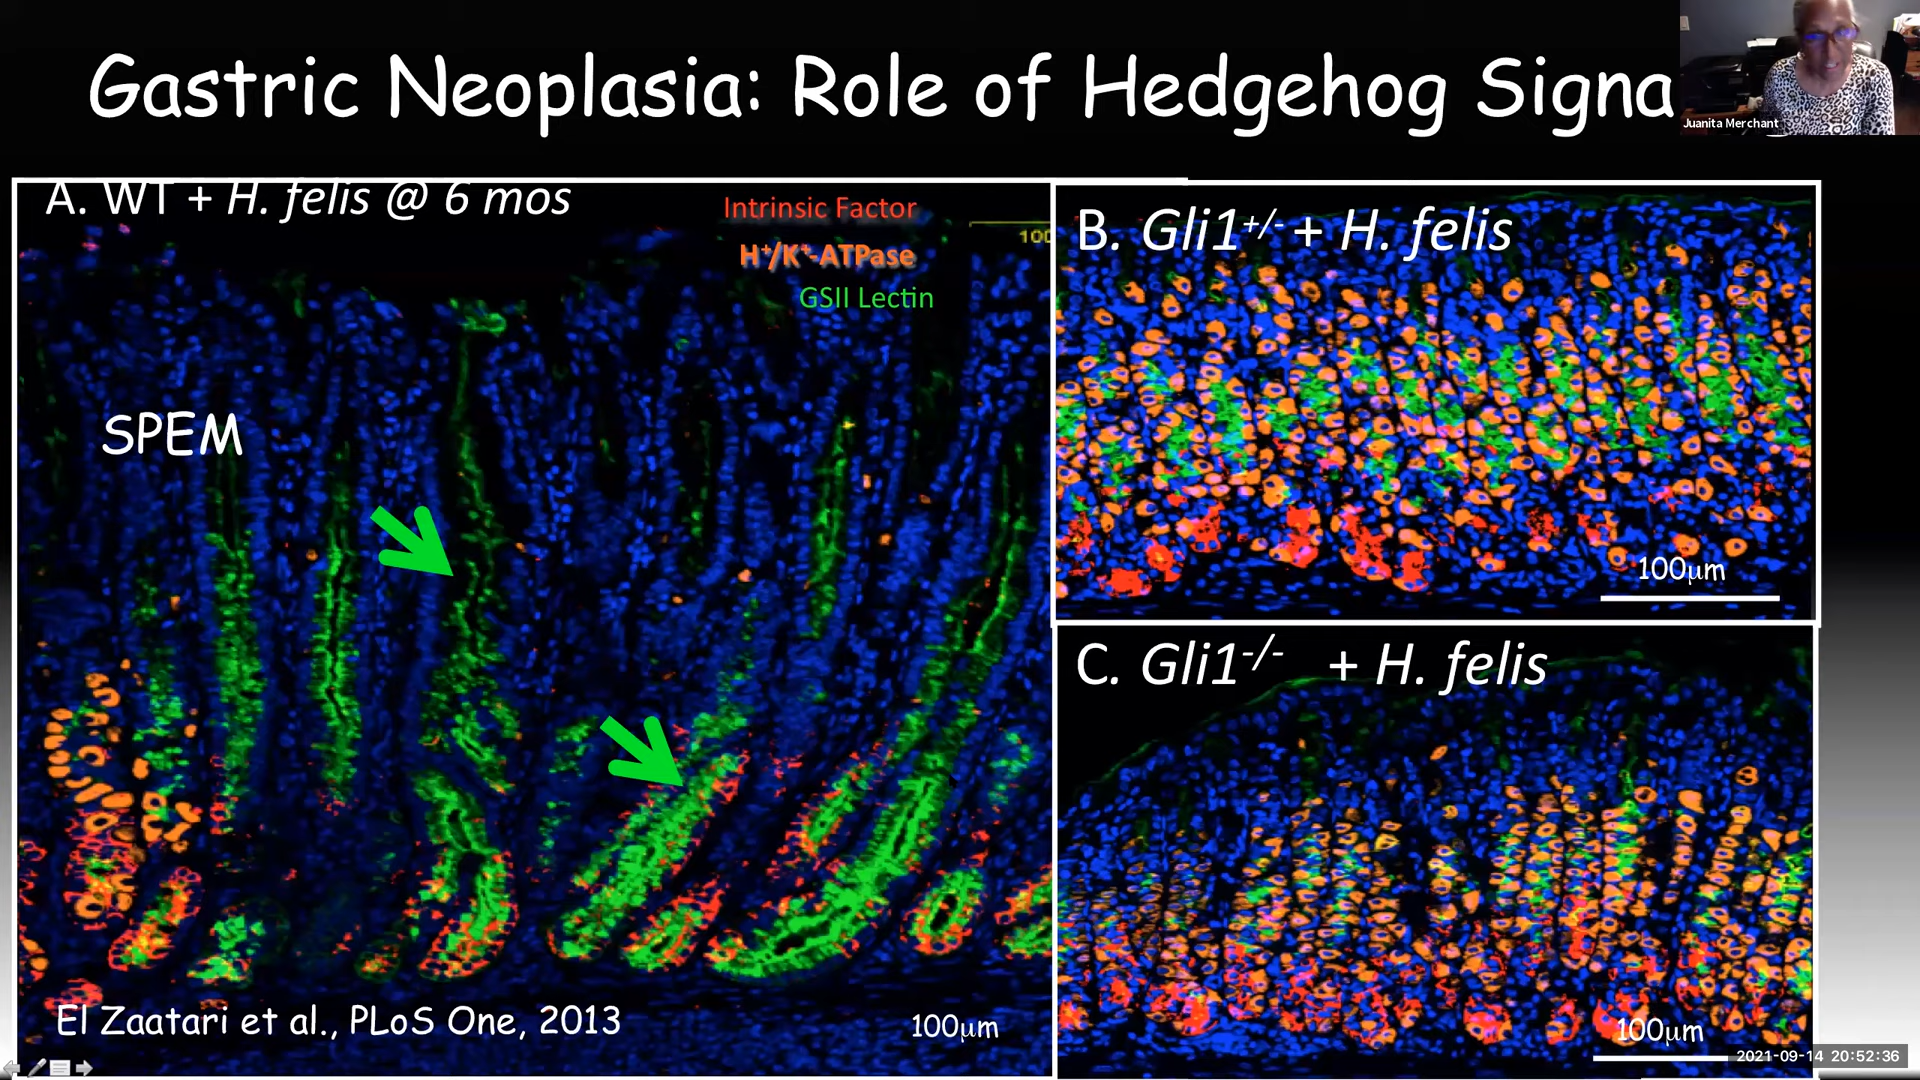 Gastric Neoplasia: Role of Hedgehog Signa
Juanita Merchant
A. WT + H. felis @ 6 mos
Intrinsic Factor
H⁺/K⁺-ATPase
GSII Lectin
100
SPEM
El Zaatari et al., PLoS One, 2013
100μm
B. Gli1+/- + H. felis
100μm
C. Gli1-/- + H. felis
100μm
2021-09-14 20:52:36